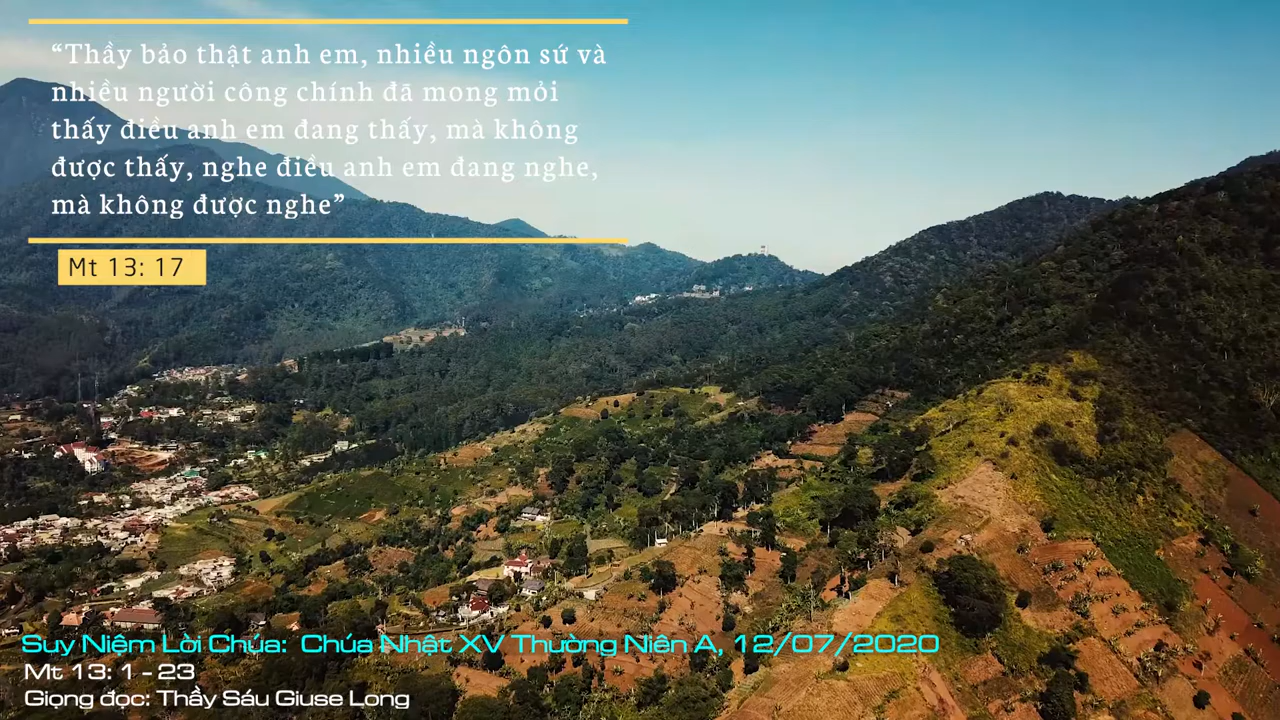 “Thầy bảo thật anh em, nhiều ngôn sứ và
nhiều người công chính đã mong mỏi
thấy điều anh em đang thấy, mà không
được thấy, nghe điều anh em đang nghe,
mà không được nghe”
Mt 13: 17
Suy Niệm Lời Chúa:  Chúa Nhật XV Thường Niên A, 12/07/2020
Mt 13: 1 - 23
Giọng đọc: Thầy Sáu Giuse Long